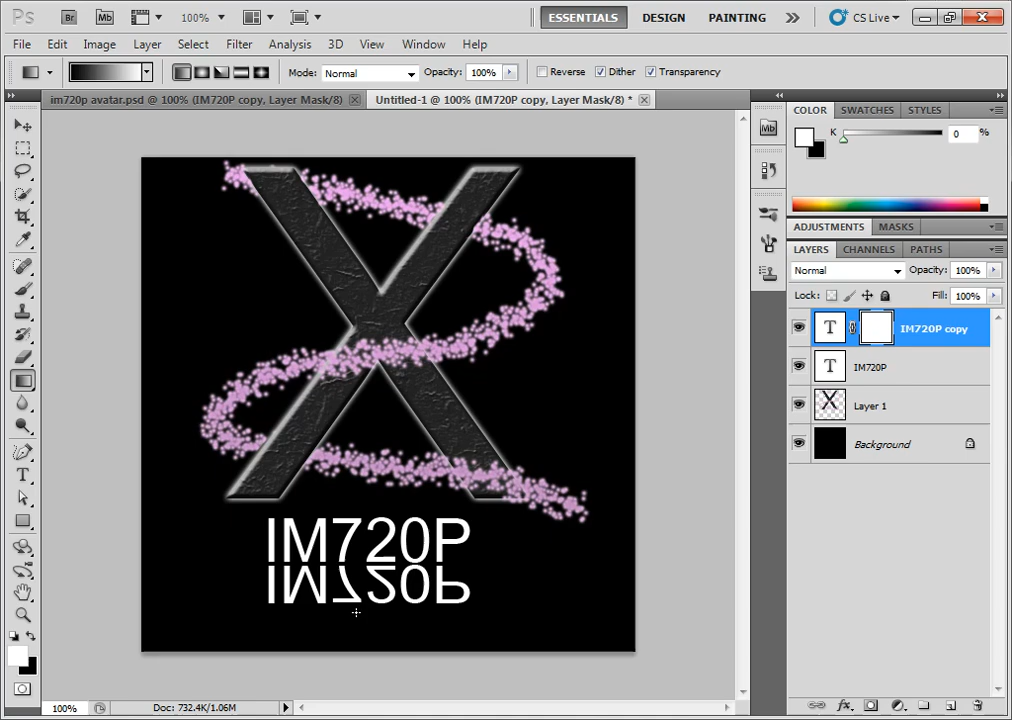 Ps Br Mb 100% ESSENTIALS DESIGN PAINTING CS Live
File Edit Image Layer Select Filter Analysis 3D View Window Help
Mode: Normal Opacity: 100% Reverse Dither Transparency
im720p avatar.psd @ 100% (IM720P copy, Layer Mask/8) Untitled-1 @ 100% (IM720P copy, Layer Mask/8) *
COLOR SWATCHES STYLES
Mb
K 0 %
ADJUSTMENTS MASKS
LAYERS CHANNELS PATHS
Normal Opacity: 100%
Lock: Fill: 100%
T IM720P copy
T IM720P
X Layer 1
Background
X
IM720P
IM720P
T
100% Doc: 732.4K/1.06M
fx